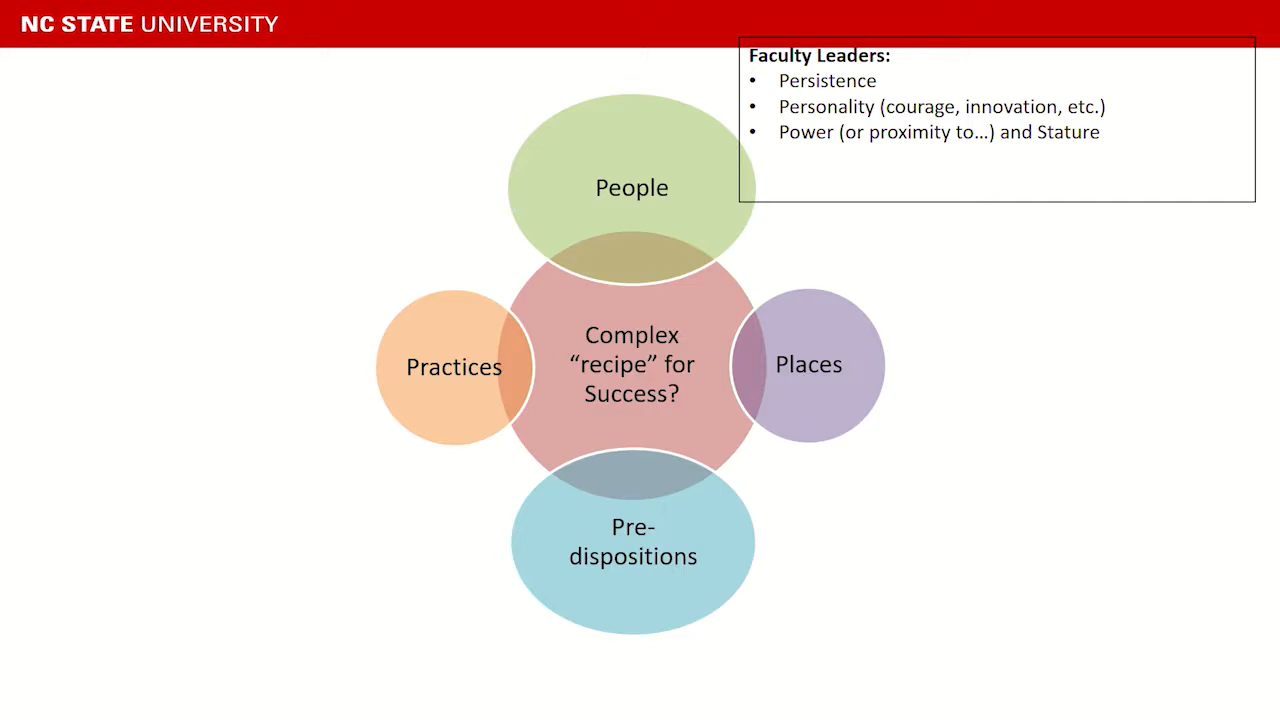 NC STATE UNIVERSITY
Faculty Leaders:
• Persistence
• Personality (courage, innovation, etc.)
• Power (or proximity to…) and Stature
People
Practices
Complex
“recipe” for
Success?
Places
Pre-
dispositions